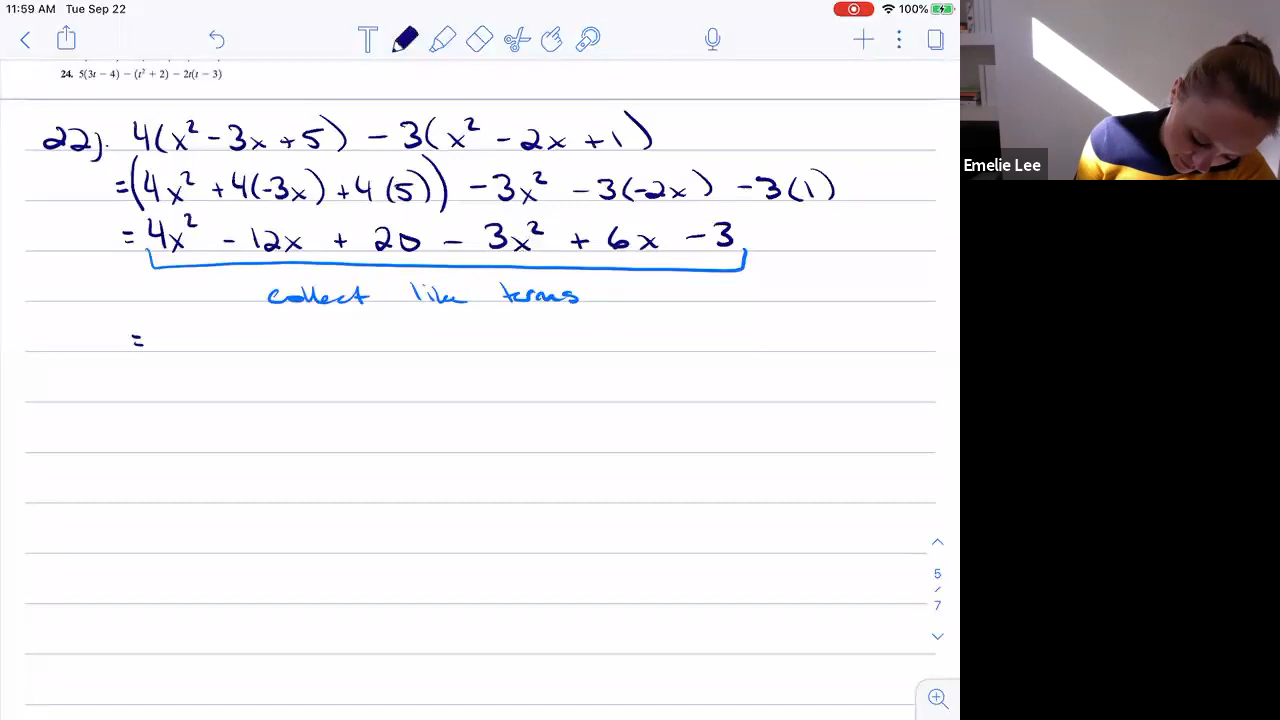 11:59 AM Tue Sep 22
100%
24. 5(3t − 4) − (t² + 2) − 2t(t − 3)
22). 4(x² - 3x + 5) - 3(x² - 2x + 1)
= (4x² + 4(-3x) + 4(5)) - 3x² - 3(-2x) - 3(1)
= 4x² - 12x + 20 - 3x² + 6x - 3
collect like terms
=
Emelie Lee
5
/
7